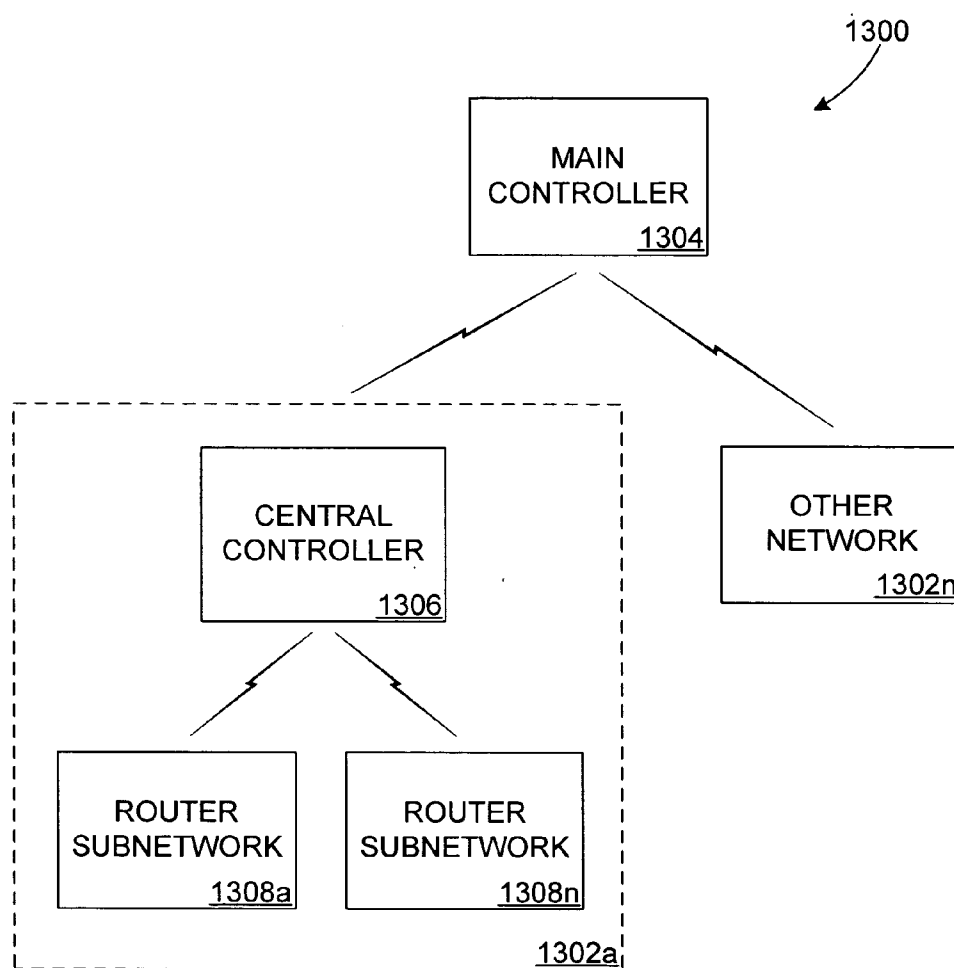 1300
MAIN
CONTROLLER
1304
CENTRAL
CONTROLLER
1306
OTHER
NETWORK
1302n
ROUTER
SUBNETWORK
1308a
ROUTER
SUBNETWORK
1308n
1302a